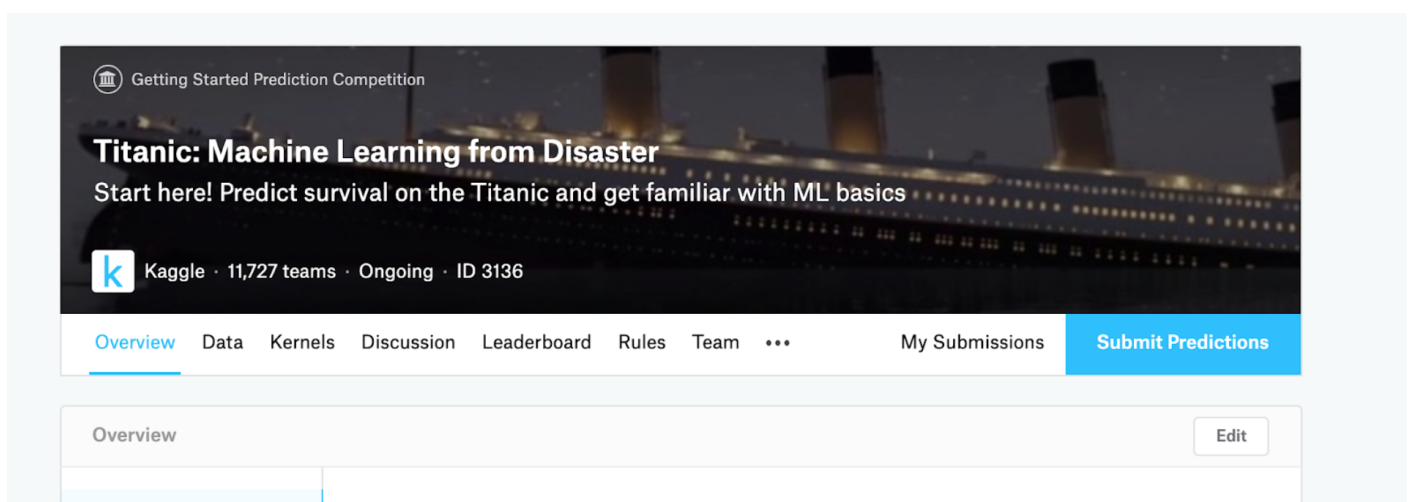 Getting Started Prediction Competition
Titanic: Machine Learning from Disaster
Start here! Predict survival on the Titanic and get familiar with ML basics
k Kaggle · 11,727 teams · Ongoing · ID 3136
Overview Data Kernels Discussion Leaderboard Rules Team ••• My Submissions Submit Predictions
Overview Edit